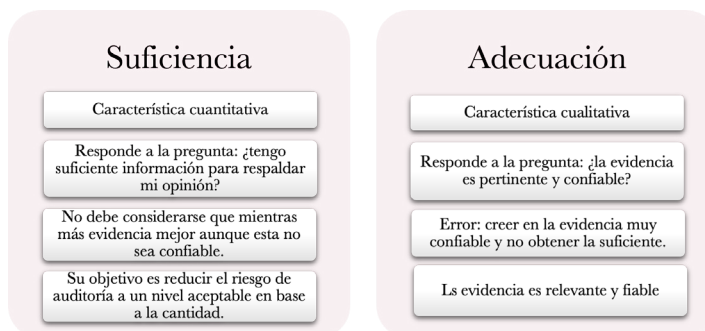 Suficiencia
Característica cuantitativa
Responde a la pregunta: ¿tengo
suficiente información para respaldar
mi opinión?
No debe considerarse que mientras
más evidencia mejor aunque esta no
sea confiable.
Su objetivo es reducir el riesgo de
auditoría a un nivel aceptable en base
a la cantidad.
Adecuación
Característica cualitativa
Responde a la pregunta: ¿la evidencia
es pertinente y confiable?
Error: creer en la evidencia muy
confiable y no obtener la suficiente.
Ls evidencia es relevante y fiable